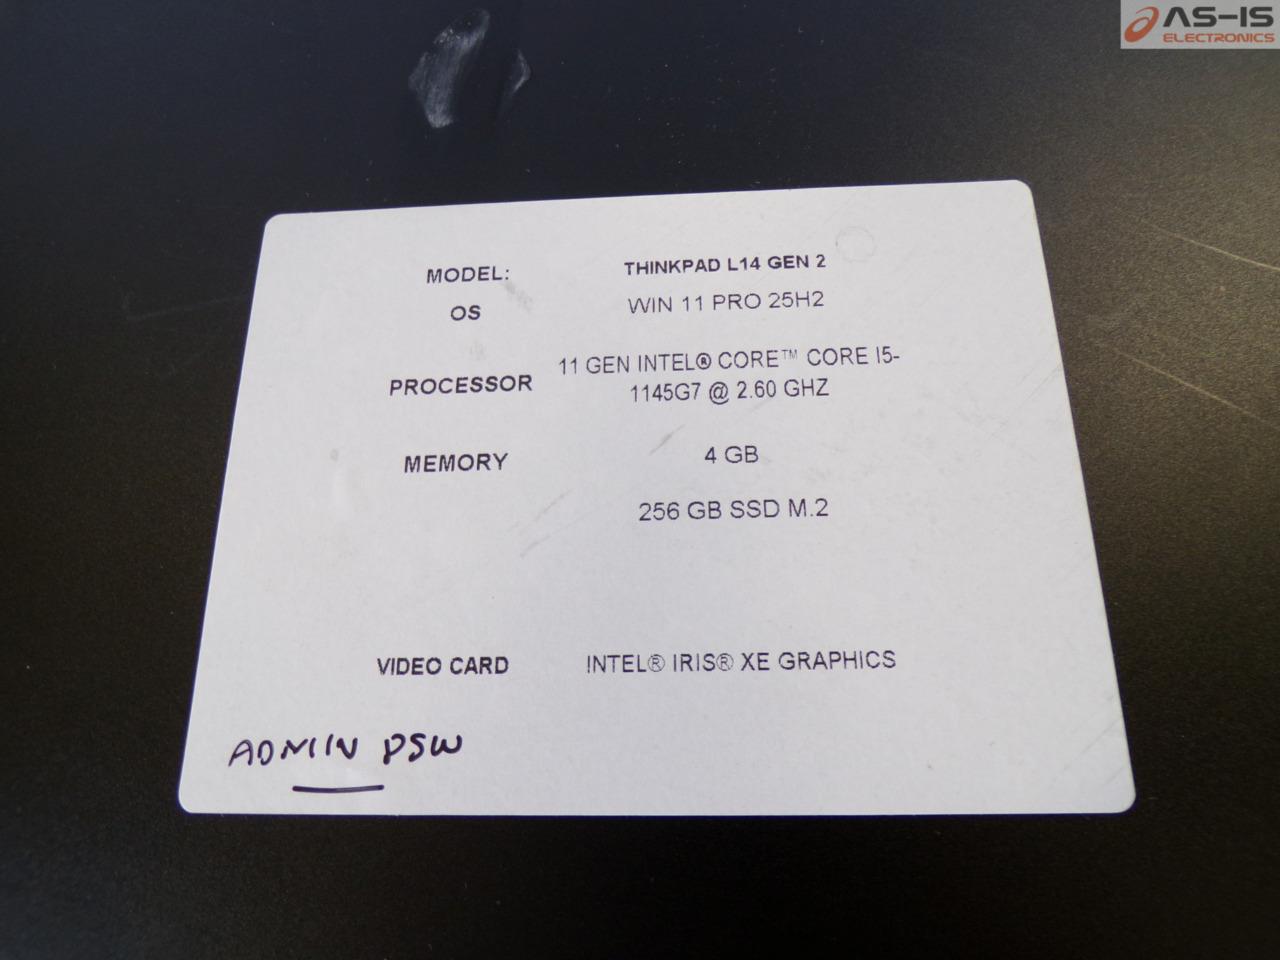 AS-IS
ELECTRONICS
MODEL: THINKPAD L14 GEN 2
OS WIN 11 PRO 25H2
PROCESSOR 11 GEN INTEL® CORE™ CORE I5-
1145G7 @ 2.60 GHZ
MEMORY 4 GB
256 GB SSD M.2
VIDEO CARD INTEL® IRIS® XE GRAPHICS
ADMIN PSW